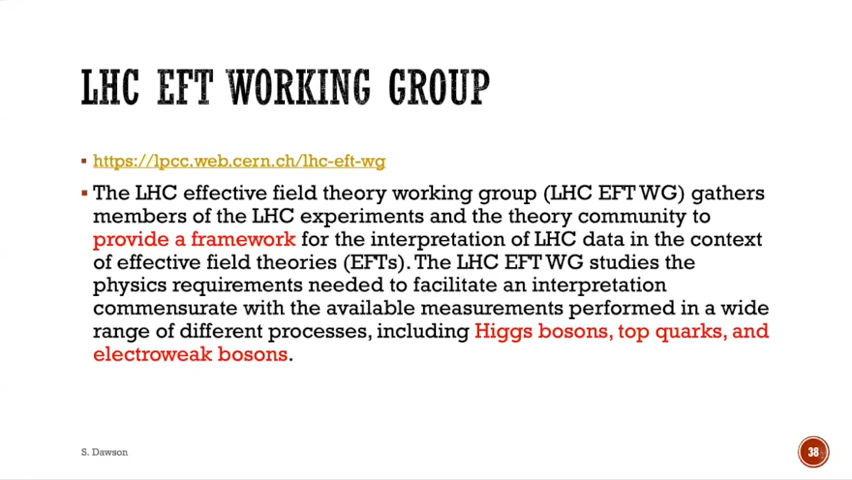 LHC EFT WORKING GROUP
▪ https://lpcc.web.cern.ch/lhc-eft-wg
▪ The LHC effective field theory working group (LHC EFT WG) gathers
members of the LHC experiments and the theory community to
provide a framework for the interpretation of LHC data in the context
of effective field theories (EFTs). The LHC EFT WG studies the
physics requirements needed to facilitate an interpretation
commensurate with the available measurements performed in a wide
range of different processes, including Higgs bosons, top quarks, and
electroweak bosons.
S. Dawson
38